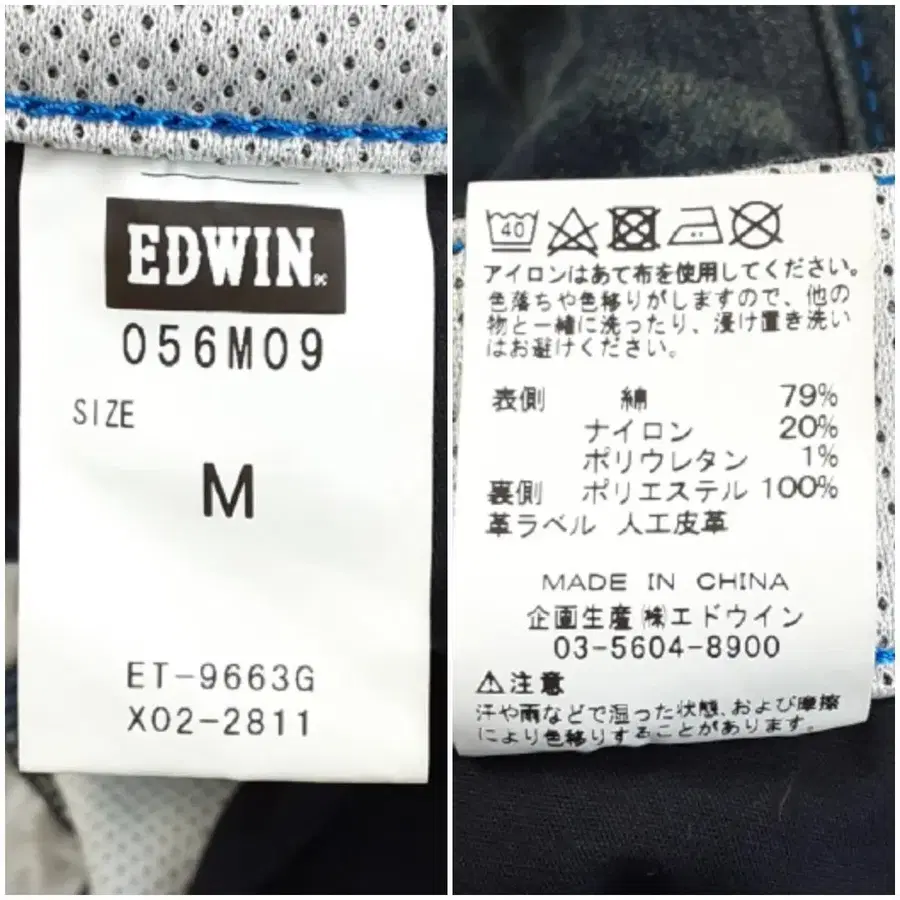 EDWIN
056M09
SIZE
M
ET-9663G
X02-2811
40
アイロンはあて布を使用してください。
色落ちや色移りがしますので、他の
物と一緒に洗ったり、浸け置き洗い
はお避けください。
表側 綿 79%
ナイロン 20%
ポリウレタン 1%
裏側 ポリエステル 100%
革ラベル 人工皮革
MADE IN CHINA
企画生産 ㈱エドウイン
03-5604-8900
⚠注意
汗や雨などで湿った状態、および摩擦
により色移りすることがあります。